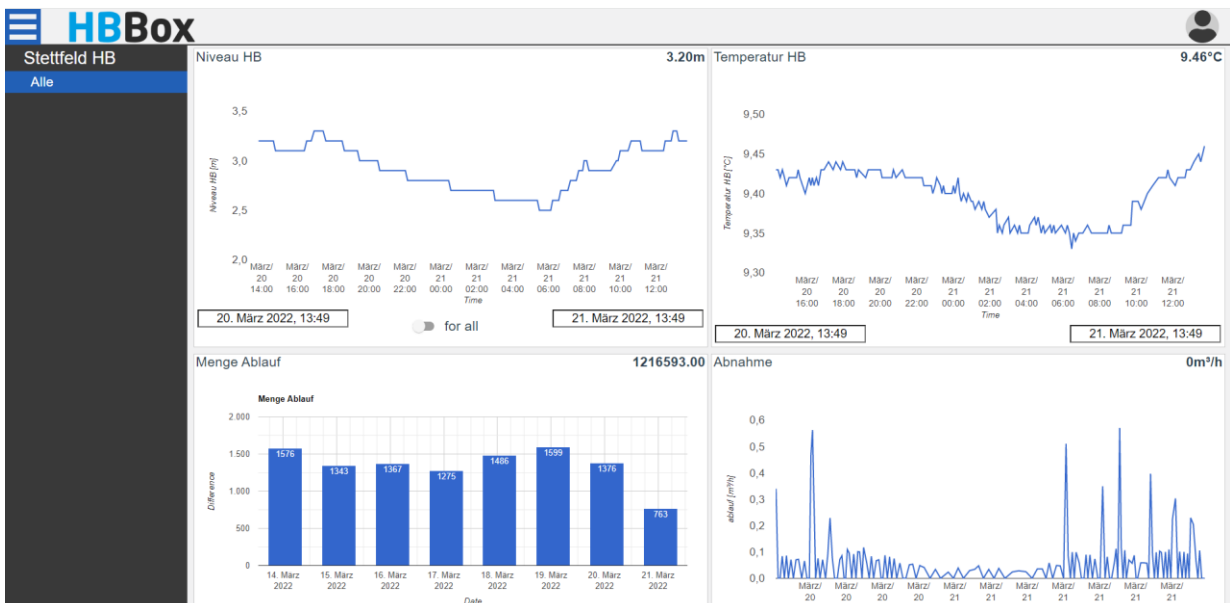 HBBox
Stettfeld HB
Alle
Niveau HB 3.20m
3,5
3,0
2,5
2,0
Niveau HB [m]
März/ März/ März/ März/ März/ März/ März/ März/ März/ März/ März/ März/
20 20 20 20 20 21 21 21 21 21 21 21
14:00 16:00 18:00 20:00 22:00 00:00 02:00 04:00 06:00 08:00 10:00 12:00
Time
20. März 2022, 13:49
for all
21. März 2022, 13:49
Temperatur HB 9.46°C
9,50
9,45
9,40
9,35
9,30
Temperatur HB [°C]
März/ März/ März/ März/ März/ März/ März/ März/ März/ März/ März/
20 20 20 20 21 21 21 21 21 21 21
16:00 18:00 20:00 22:00 00:00 02:00 04:00 06:00 08:00 10:00 12:00
Time
20. März 2022, 13:49
21. März 2022, 13:49
Menge Ablauf 1216593.00
Menge Ablauf
2.000
1.500
1.000
500
0
Difference
1576 1343 1367 1275 1486 1599 1376 763
14. März 15. März 16. März 17. März 18. März 19. März 20. März 21. März
2022 2022 2022 2022 2022 2022 2022 2022
Date
Abnahme 0m³/h
0,6
0,5
0,4
0,3
0,2
0,1
0,0
ablauf [m³/h]
März/ März/ März/ März/ März/ März/ März/ März/ März/ März/ März/
20 20 20 20 21 21 21 21 21 21 21